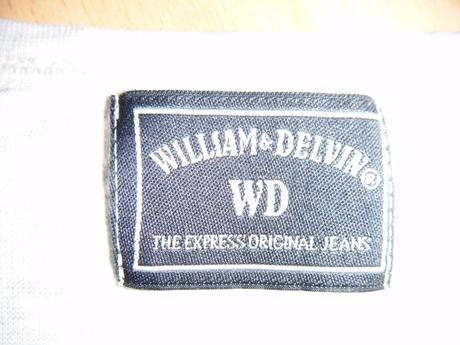 WILLIAM & DELVIN®
WD
THE EXPRESS ORIGINAL JEANS